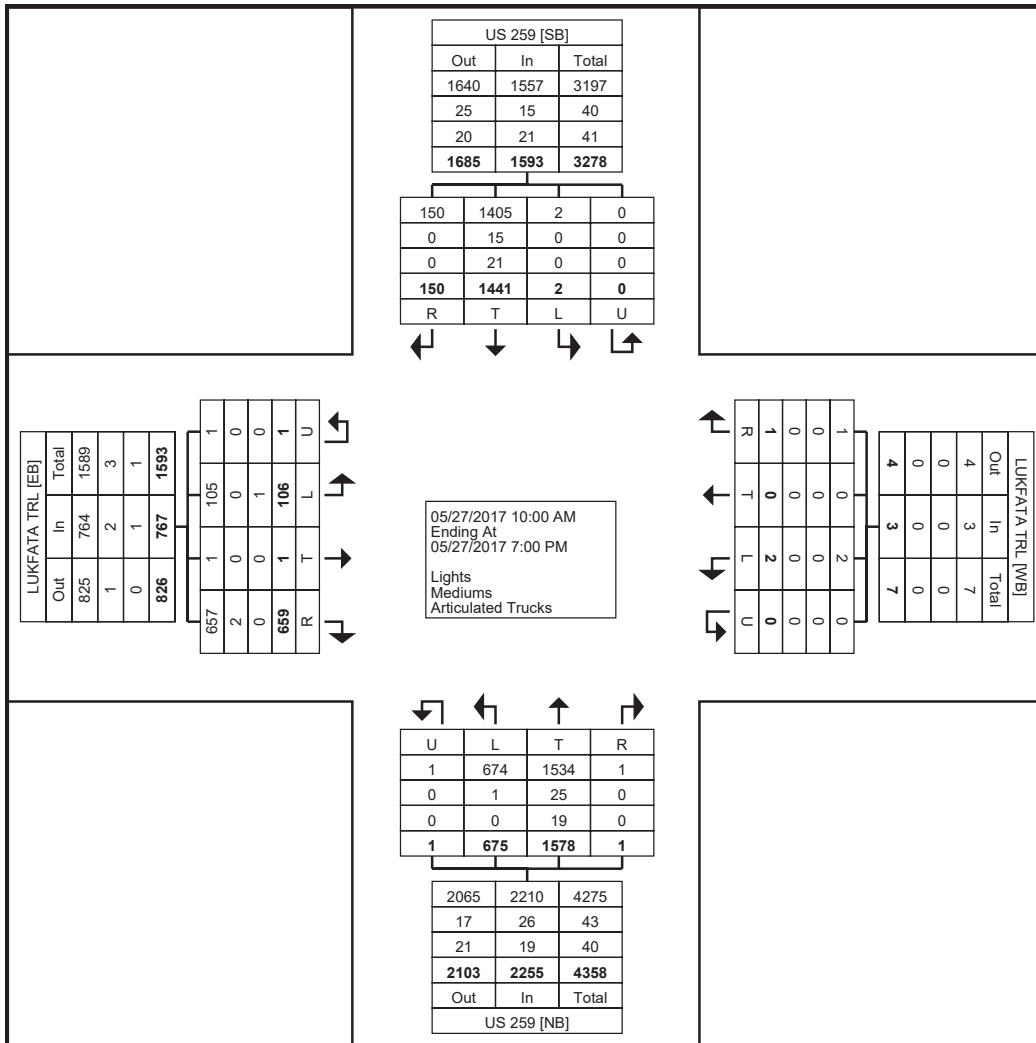 US 259 [SB]
Out In Total
1640 1557 3197
25 15 40
20 21 41
1685 1593 3278
150 1405 2 0
0 15 0 0
0 21 0 0
150 1441 2 0
R T L U
LUKFATA TRL [EB]
Total 1589 3 1 1593
In 764 2 1 767
Out 825 1 0 826
1 0 0 1 U
105 0 1 106 L
1 0 0 1 T
657 2 0 659 R
05/27/2017 10:00 AM
Ending At
05/27/2017 7:00 PM
Lights
Mediums
Articulated Trucks
R 1 0 0 1
T 0 0 0 0
L 2 0 0 2
U 0 0 0 0
4 0 0 4 Out
3 0 0 3 In
7 0 0 7 Total
LUKFATA TRL [WB]
U L T R
1 674 1534 1
0 1 25 0
0 0 19 0
1 675 1578 1
2065 2210 4275
17 26 43
21 19 40
2103 2255 4358
Out In Total
US 259 [NB]